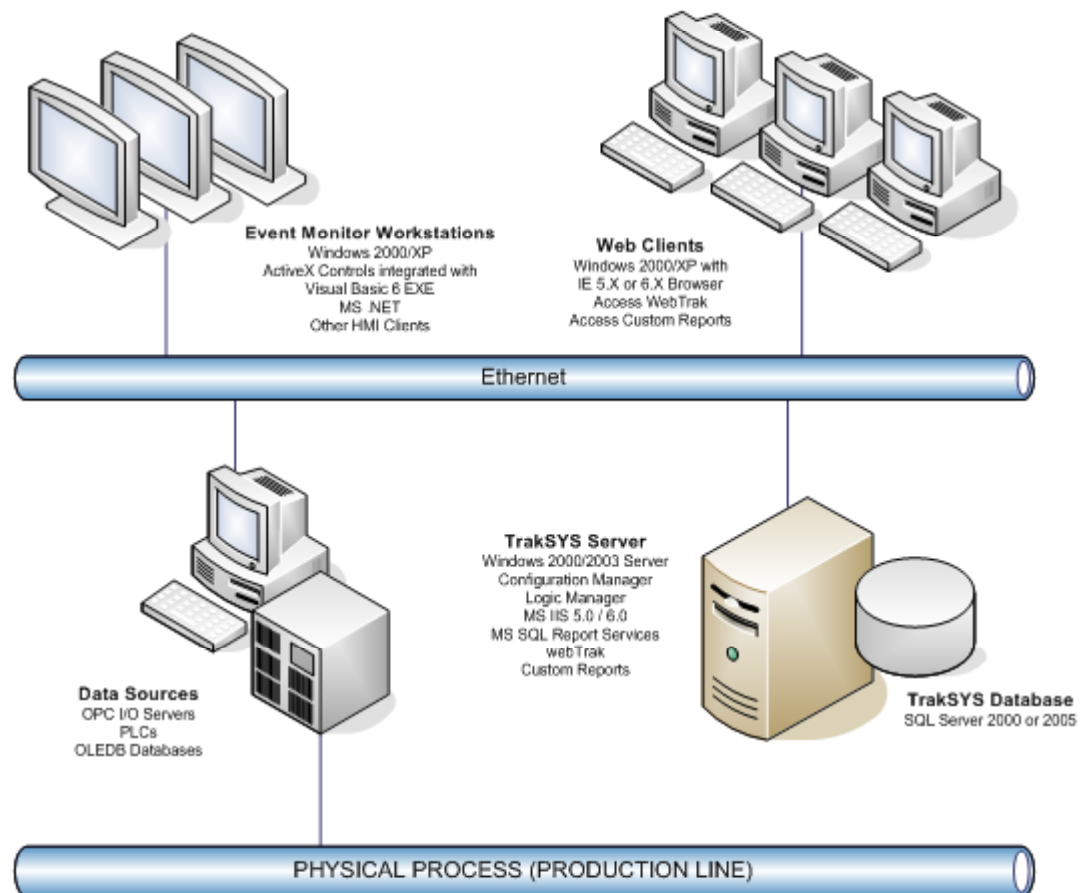 Event Monitor Workstations
Windows 2000/XP
ActiveX Controls integrated with
Visual Basic 6 EXE
MS .NET
Other HMI Clients
Web Clients
Windows 2000/XP with
IE 5.X or 6.X Browser
Access WebTrak
Access Custom Reports
Ethernet
TrakSYS Server
Windows 2000/2003 Server
Configuration Manager
Logic Manager
MS IIS 5.0 / 6.0
MS SQL Report Services
webTrak
Custom Reports
Data Sources
OPC I/O Servers
PLCs
OLEDB Databases
TrakSYS Database
SQL Server 2000 or 2005
PHYSICAL PROCESS (PRODUCTION LINE)